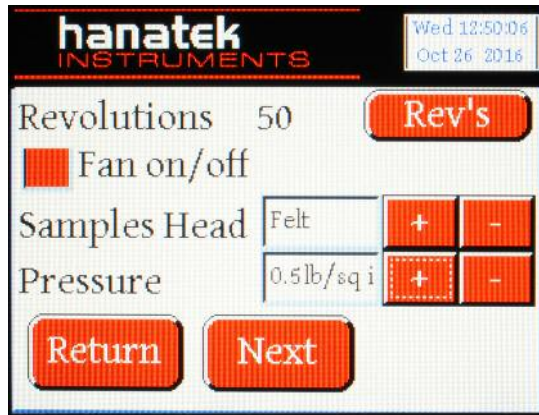 hanatek
INSTRUMENTS
Wed 12:50:06
Oct 26 2016
Revolutions 50 Rev's
Fan on/off
Samples Head Felt + -
Pressure 0.5lb/sq i + -
Return Next